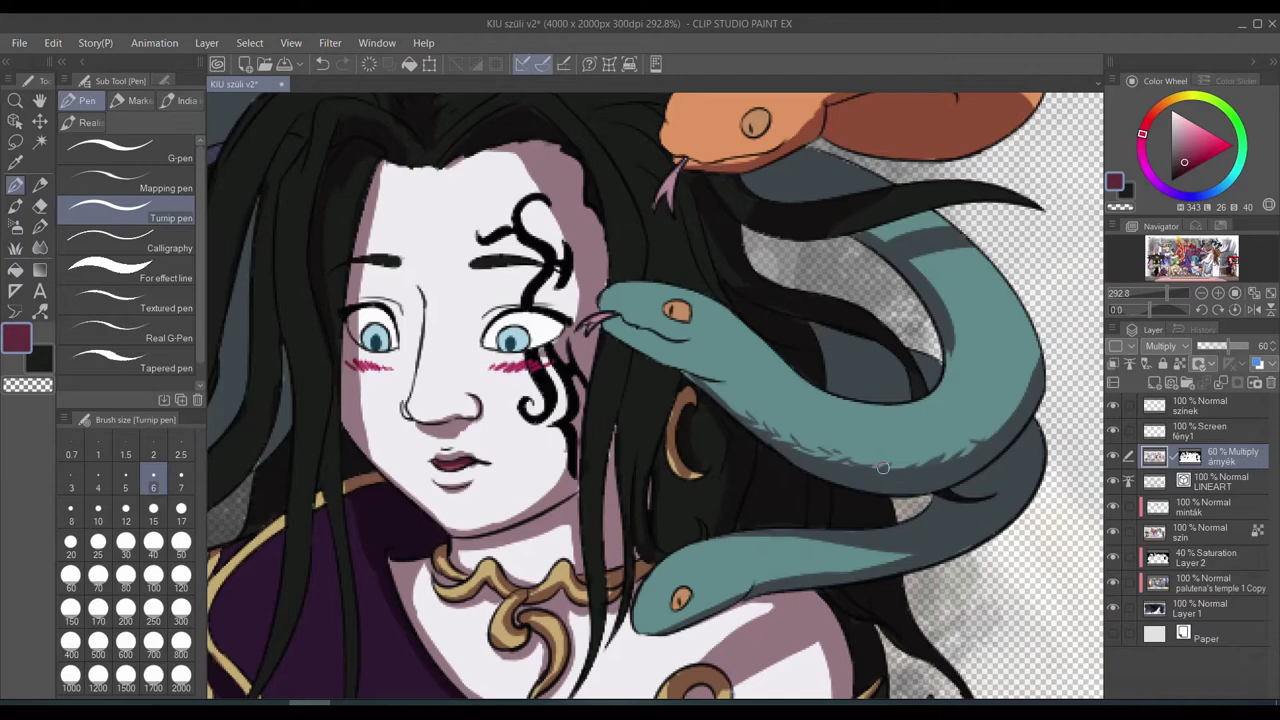 KIU szüli v2* (4000 x 2000px 300dpi 292.8%) - CLIP STUDIO PAINT EX
File Edit Story(P) Animation Layer Select View Filter Window Help
KIU szüli v2*
To
Sub Tool [Pen]
Pen Marke India
Realis
G-pen
Mapping pen
Turnip pen
Calligraphy
For effect line
Textured pen
Real G-Pen
Tapered pen
Brush size [Turnip pen]
0.7 1 1.5 2 2.5
3 4 5 6 7
8 10 12 15 17
20 25 30 40 50
60 70 80 100 120
150 170 200 250 300
400 500 600 700 800
1000 1200 1500 1700 2000
Color Wheel Color Slider
H 343 L 26 S 40
Navigator
292.8
0.0
Layer History
Multiply 60
100 % Normal
színek
100 % Screen
fény1
60 % Multiply
árnyék
100 % Normal
LINEART
100 % Normal
minták
100 % Normal
szín
40 % Saturation
Layer 2
100 % Normal
palutena's temple 1 Copy
100 % Normal
Layer 1
Paper